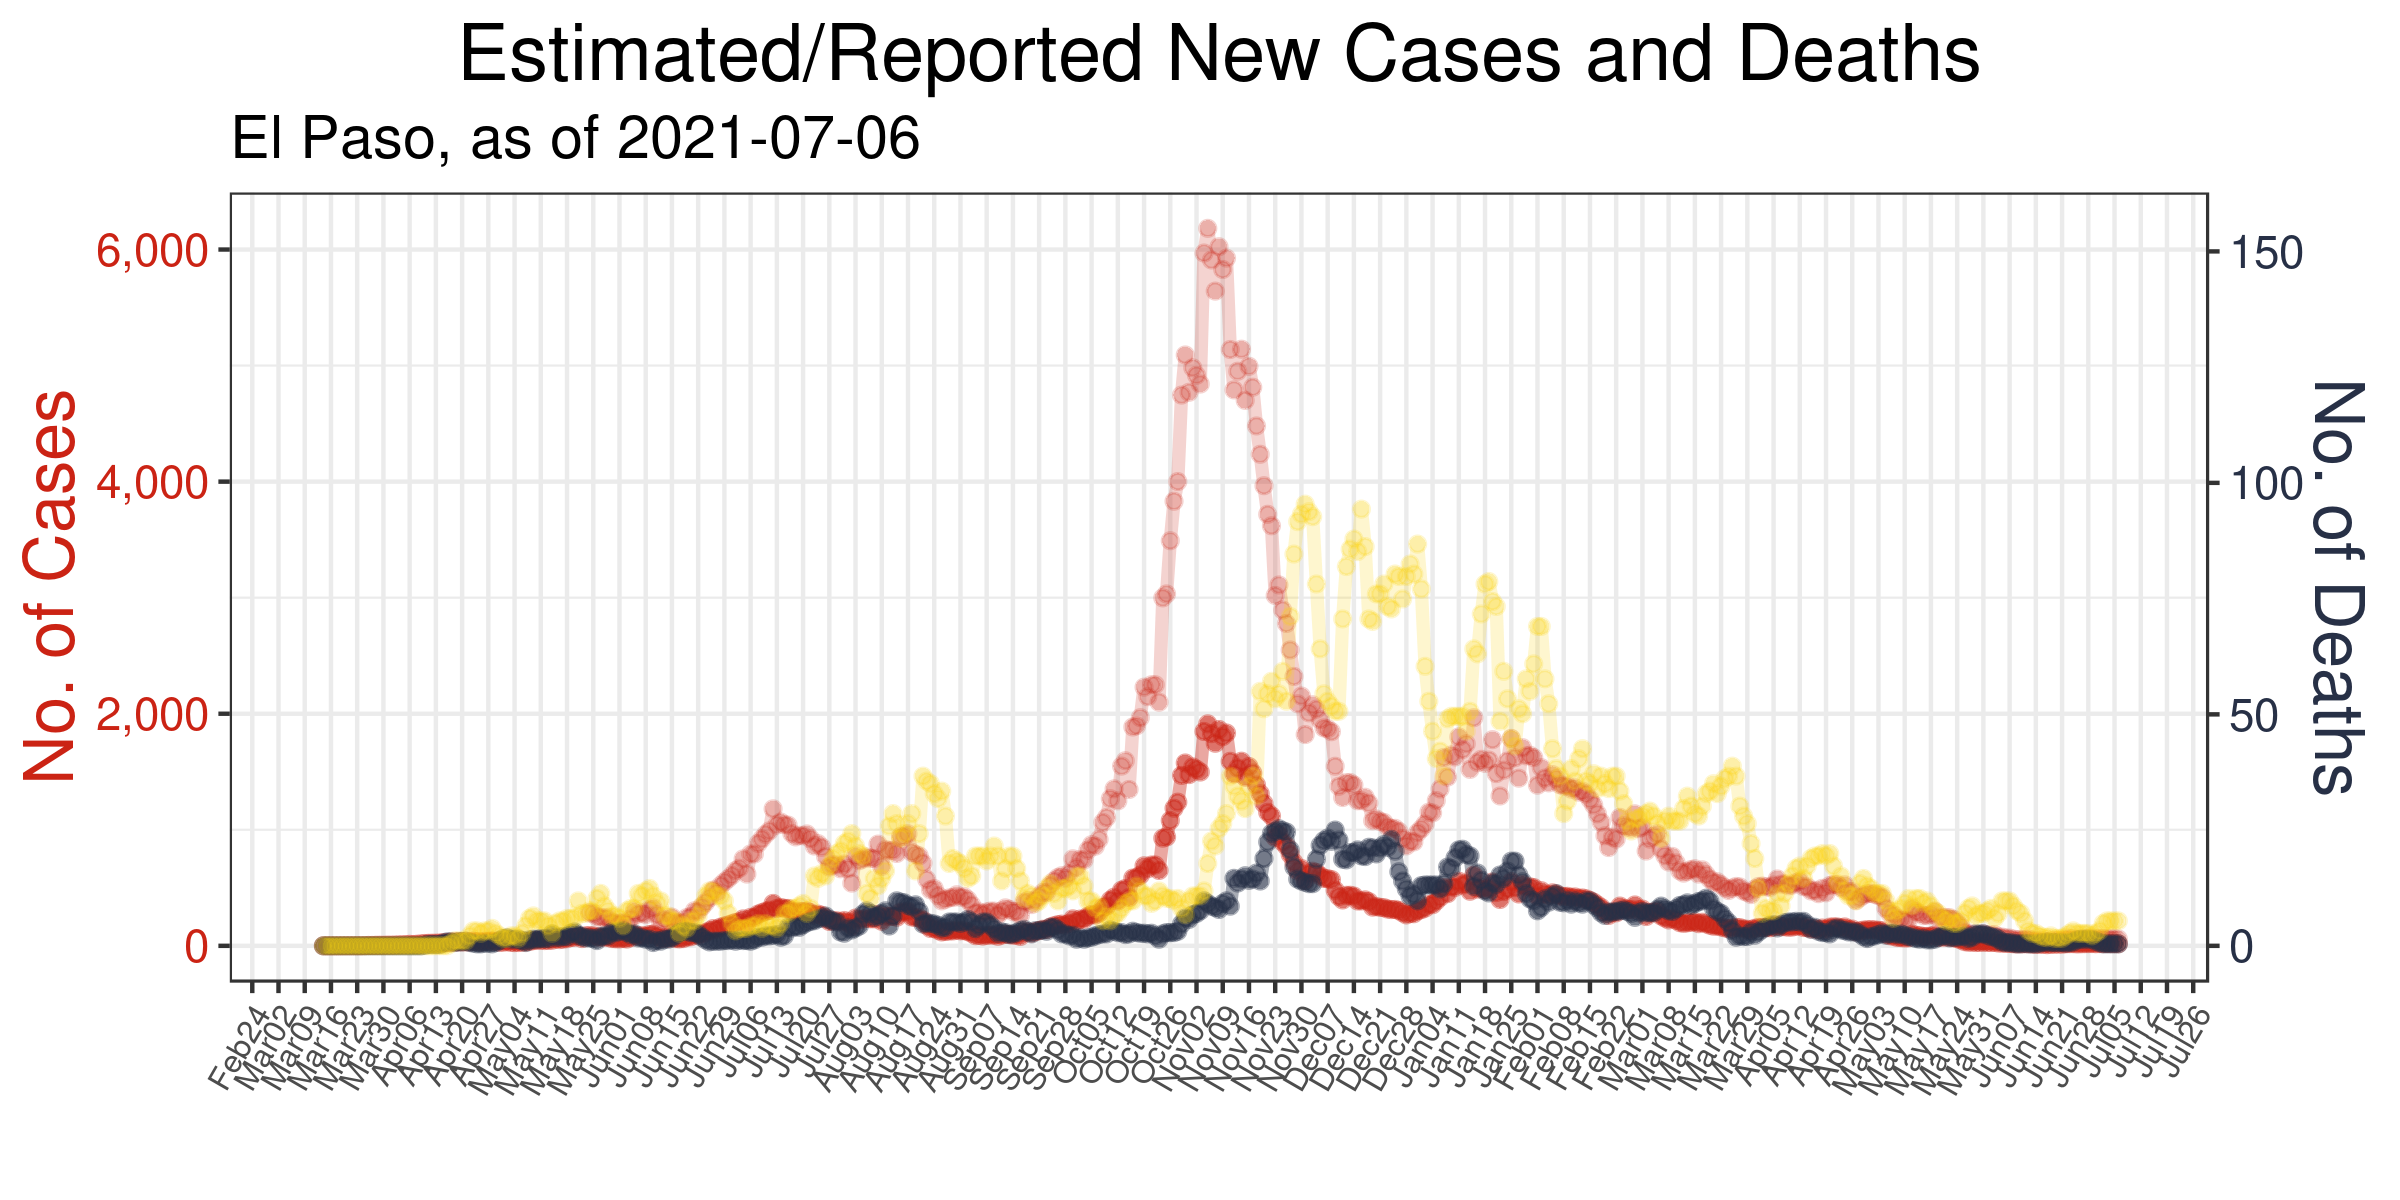 Estimated/Reported New Cases and Deaths
El Paso, as of 2021-07-06
No. of Cases
6,000
4,000
2,000
0
150
100
50
0
No. of Deaths
Feb24
Mar02
Mar09
Mar16
Mar23
Mar30
Apr06
Apr13
Apr20
Apr27
May04
May11
May18
May25
Jun01
Jun08
Jun15
Jun22
Jun29
Jul06
Jul13
Jul20
Jul27
Aug03
Aug10
Aug17
Aug24
Aug31
Sep07
Sep14
Sep21
Sep28
Oct05
Oct12
Oct19
Oct26
Nov02
Nov09
Nov16
Nov23
Nov30
Dec07
Dec14
Dec21
Dec28
Jan04
Jan11
Jan18
Jan25
Feb01
Feb08
Feb15
Feb22
Mar01
Mar08
Mar15
Mar22
Mar29
Apr05
Apr12
Apr19
Apr26
May03
May10
May17
May24
May31
Jun07
Jun14
Jun21
Jun28
Jul05
Jul12
Jul19
Jul26